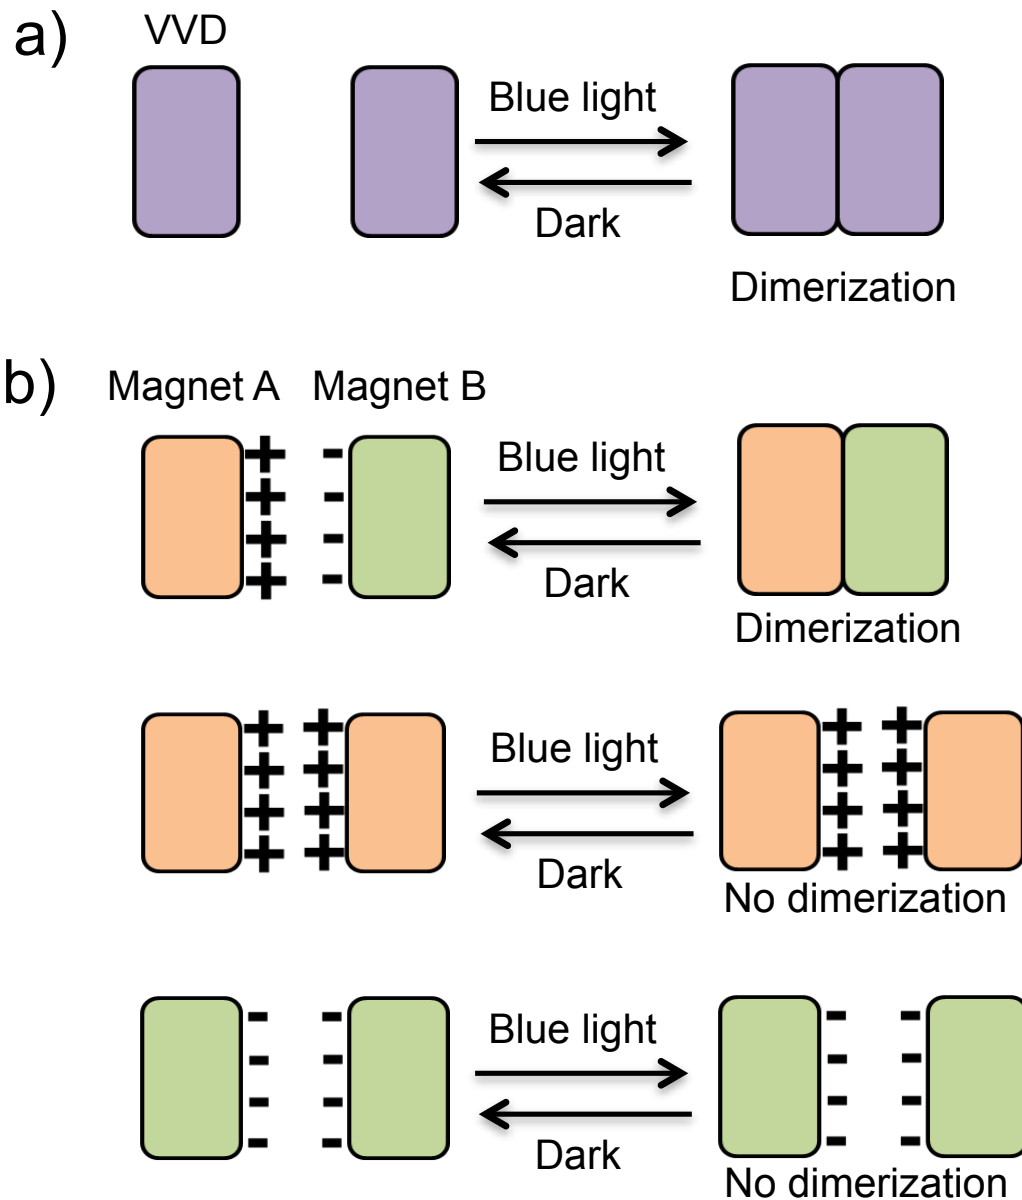 a)
VVD
Blue light
Dark
Dimerization
b)
Magnet A
Magnet B
+ -
+ -
+ -
+ -
Blue light
Dark
Dimerization
+ +
+ +
+ +
+ +
Blue light
Dark
+ +
+ +
+ +
+ +
No dimerization
- -
- -
- -
- -
Blue light
Dark
- -
- -
- -
- -
No dimerization